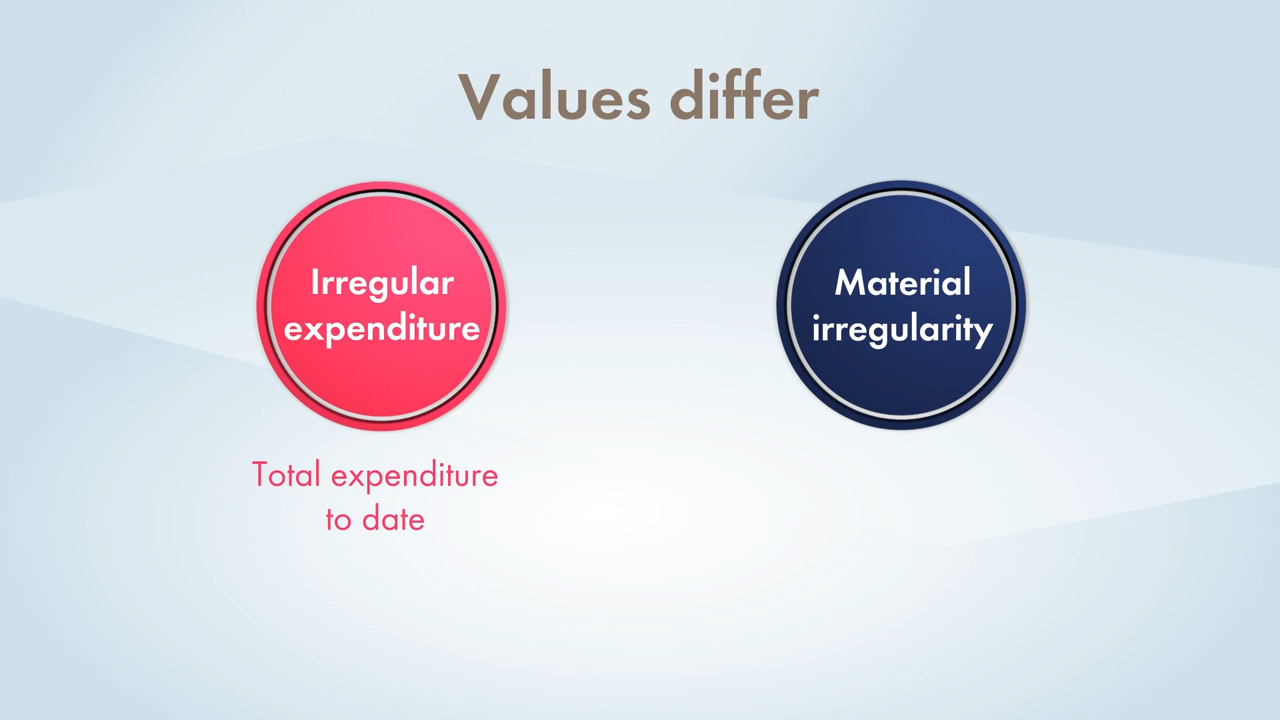 Values differ
Irregular
expenditure
Material
irregularity
Total expenditure
to date